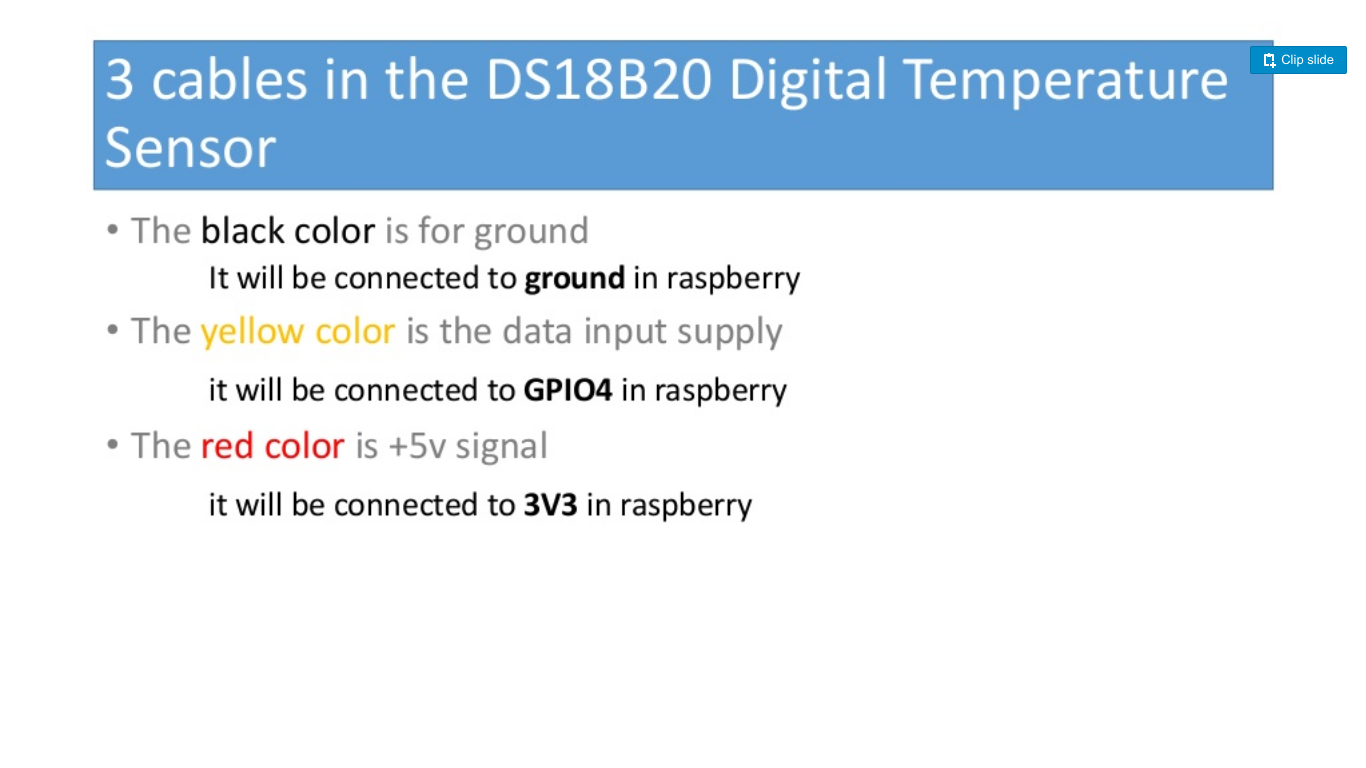 Clip slide
3 cables in the DS18B20 Digital Temperature
Sensor
• The black color is for ground
It will be connected to ground in raspberry
• The yellow color is the data input supply
it will be connected to GPIO4 in raspberry
• The red color is +5v signal
it will be connected to 3V3 in raspberry